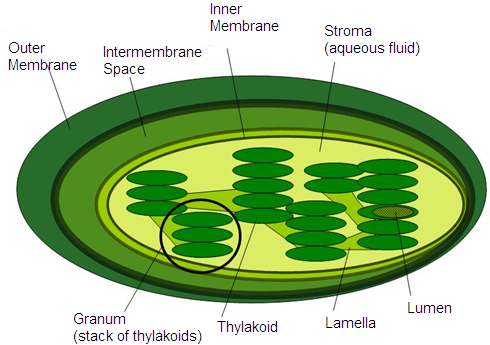 Outer
Membrane
Intermembrane
Space
Inner
Membrane
Stroma
(aqueous fluid)
Granum
(stack of thylakoids)
Thylakoid
Lamella
Lumen